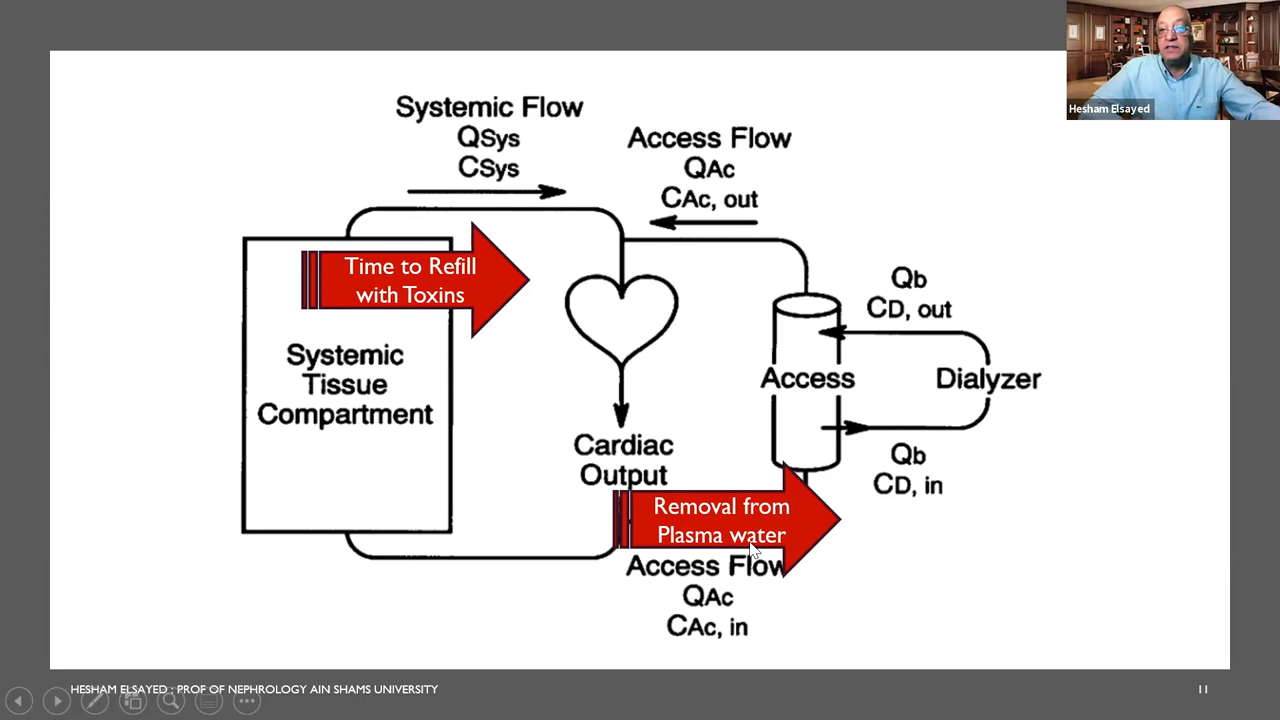 Hesham Elsayed
Systemic Flow
QSys
CSys
Access Flow
QAc
CAc, out
Time to Refill
with Toxins
Systemic
Tissue
Compartment
Qb
CD, out
Access
Dialyzer
Qb
CD, in
Cardiac
Output
Removal from
Plasma water
Access Flow
QAc
CAc, in
HESHAM ELSAYED : PROF OF NEPHROLOGY AIN SHAMS UNIVERSITY
11